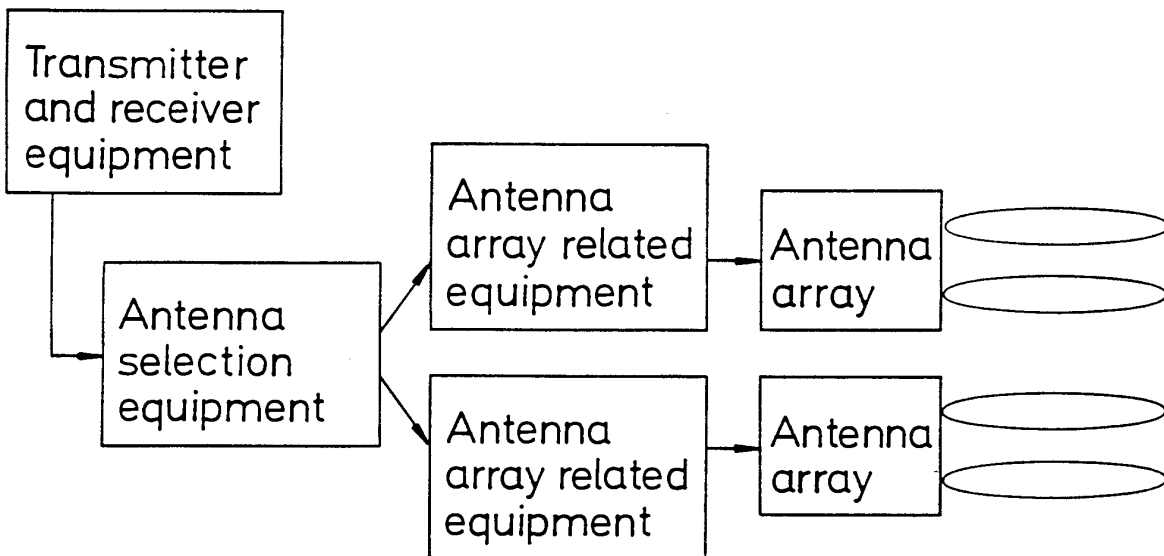 Transmitter
and receiver
equipment
Antenna
selection
equipment
Antenna
array related
equipment
Antenna
array
Antenna
array related
equipment
Antenna
array